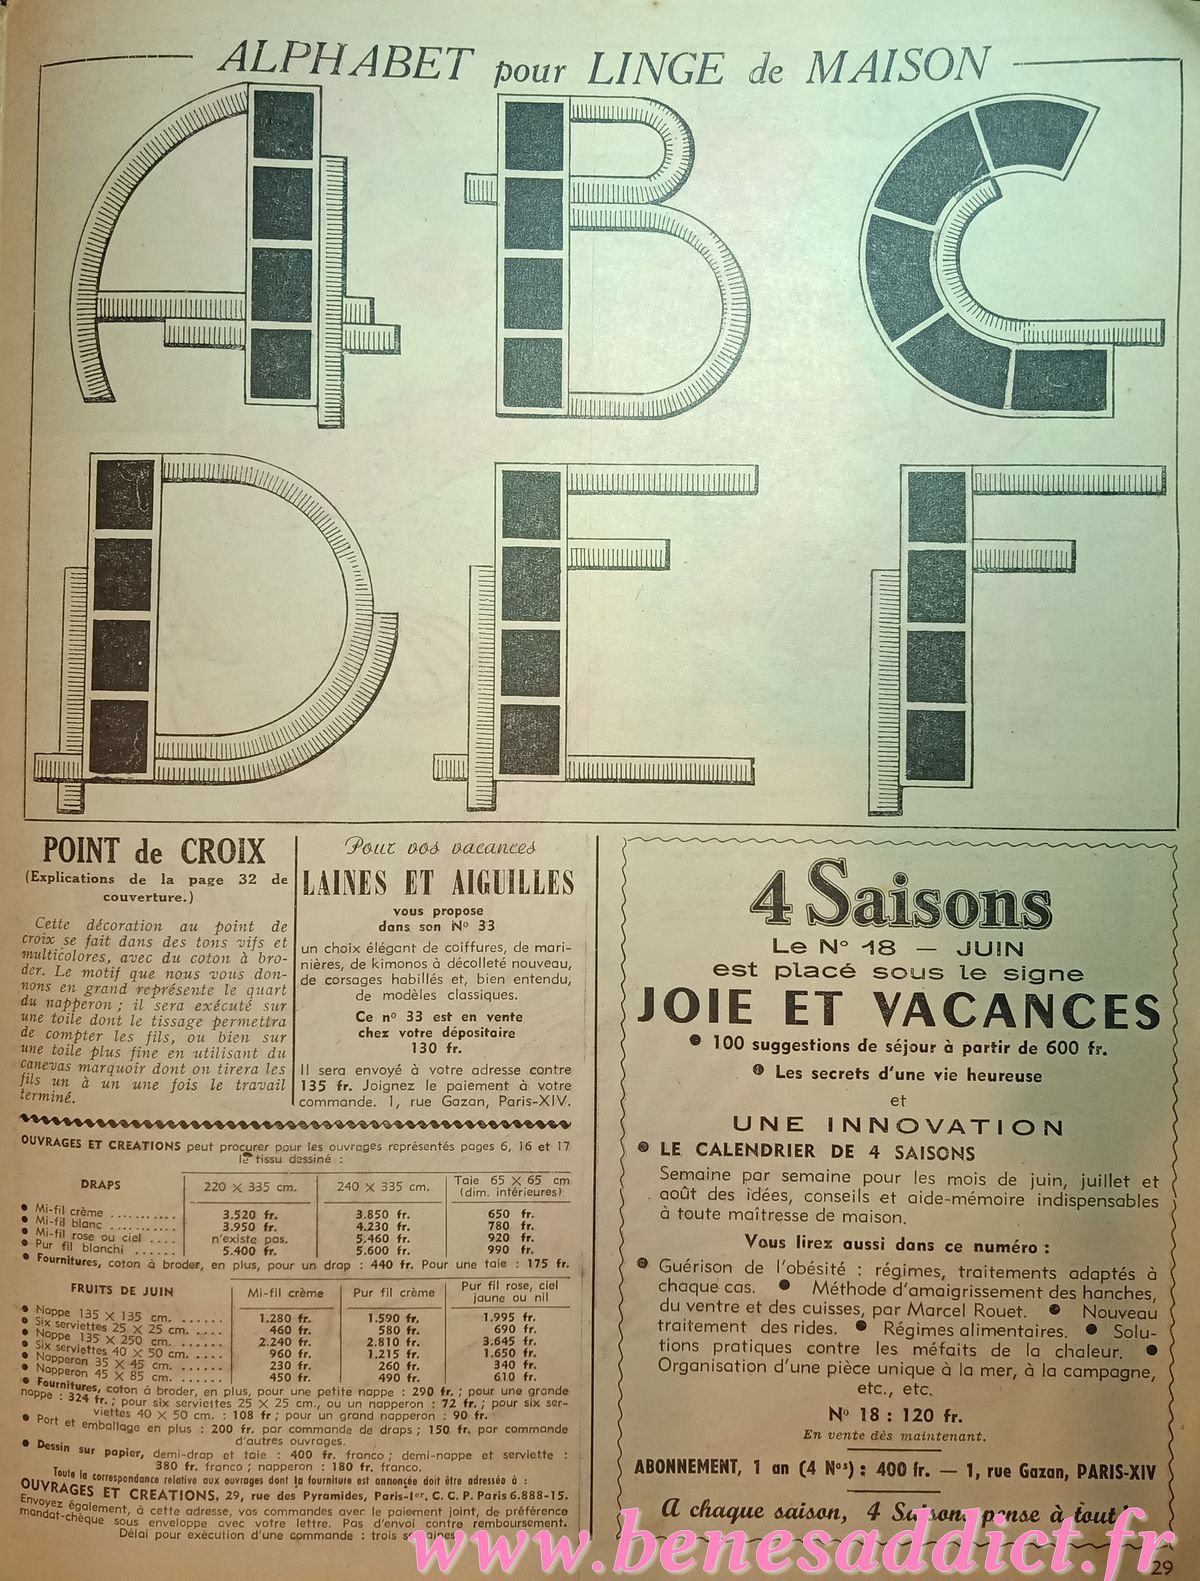 ALPHABET pour LINGE de MAISON
A B C
D E F
POINT de CROIX
(Explications de la page 32 de
couverture.)
Cette décoration au point de
croix se fait dans des tons vifs et
multicolores, avec du coton à bro-
der. Le motif que nous vous don-
nons en grand représente le quart
du napperon ; il sera exécuté sur
une toile dont le tissage permettra
de compter les fils, ou bien sur
une toile plus fine en utilisant du
canevas marquoir dont on tirera les
fils un à un une fois le travail
terminé.
Pour vos vacances
LAINES ET AIGUILLES
vous propose
dans son Nº 33
un choix élégant de coiffures, de mari-
nières, de kimonos à décolleté nouveau,
de corsages habillés et, bien entendu,
de modèles classiques.
Ce nº 33 est en vente
chez votre dépositaire
130 fr.
Il sera envoyé à votre adresse contre
135 fr. Joignez le paiement à votre
commande. 1, rue Gazan, Paris-XIV.
OUVRAGES ET CREATIONS peut procurer pour les ouvrages représentés pages 6, 16 et 17
le tissu dessiné :
DRAPS 220 × 335 cm. 240 × 335 cm. Taie 65 × 65 cm
(dim. intérieures)
● Mi-fil crème ........... 3.520 fr. 3.850 fr. 650 fr.
● Mi-fil blanc ........... 3.950 fr. 4.230 fr. 780 fr.
● Mi-fil rose ou ciel .... n'existe pas. 5.460 fr. 920 fr.
● Pur fil blanchi ...... 5.400 fr. 5.600 fr. 990 fr.
● Fournitures, coton à broder, en plus, pour un drap : 440 fr. Pour une taie : 175 fr.
FRUITS DE JUIN Mi-fil crème Pur fil crème Pur fil rose, ciel
jaune ou nil
● Nappe 135 × 135 cm. ...... 1.280 fr. 1.590 fr. 1.995 fr.
● Six serviettes 25 × 25 cm. .... 460 fr. 580 fr. 690 fr.
● Nappe 135 × 250 cm. ...... 2.240 fr. 2.810 fr. 3.645 fr.
● Six serviettes 40 × 50 cm. .... 960 fr. 1.215 fr. 1.650 fr.
● Napperon 35 × 45 cm. ...... 230 fr. 260 fr. 340 fr.
● Napperon 45 × 85 cm. ...... 450 fr. 490 fr. 610 fr.
● Fournitures, coton à broder, en plus, pour une petite nappe : 290 fr. ; pour une grande
nappe : 324 fr. ; pour six serviettes 25 × 25 cm., ou un napperon : 72 fr. ; pour six ser-
viettes 40 × 50 cm. : 108 fr ; pour un grand napperon : 90 fr.
● Port et emballage en plus : 200 fr. par commande de draps ; 150 fr. par commande
d'autres ouvrages.
● Dessin sur papier, demi-drap et taie : 400 fr. franco ; demi-nappe et serviette :
380 fr. franco ; napperon : 180 fr. franco.
Toute la correspondance relative aux ouvrages dont la fourniture est annoncée doit être adressée à :
OUVRAGES ET CREATIONS, 29, rue des Pyramides, Paris-Ier. C. C. P. Paris 6.888-15.
Envoyez également, à cette adresse, vos commandes avec le paiement joint, de préférence
mandat-chèque sous enveloppe avec votre lettre. Pas d'envoi contre remboursement.
Délai pour exécution d'une commande : trois semaines.
4 Saisons
Le Nº 18 — JUIN
est placé sous le signe
JOIE ET VACANCES
● 100 suggestions de séjour à partir de 600 fr.
● Les secrets d'une vie heureuse
et
UNE INNOVATION
● LE CALENDRIER DE 4 SAISONS
Semaine par semaine pour les mois de juin, juillet et
août des idées, conseils et aide-mémoire indispensables
à toute maîtresse de maison.
Vous lirez aussi dans ce numéro :
● Guérison de l'obésité : régimes, traitements adaptés à
chaque cas. ● Méthode d'amaigrissement des hanches,
du ventre et des cuisses, par Marcel Rouet. ● Nouveau
traitement des rides. ● Régimes alimentaires. ● Solu-
tions pratiques contre les méfaits de la chaleur. ●
Organisation d'une pièce unique à la mer, à la campagne,
etc., etc.
Nº 18 : 120 fr.
En vente dès maintenant.
ABONNEMENT, 1 an (4 Nos) : 400 fr. — 1, rue Gazan, PARIS-XIV
A chaque saison, 4 Saisons pense à tout !
www.benesaddict.fr
29